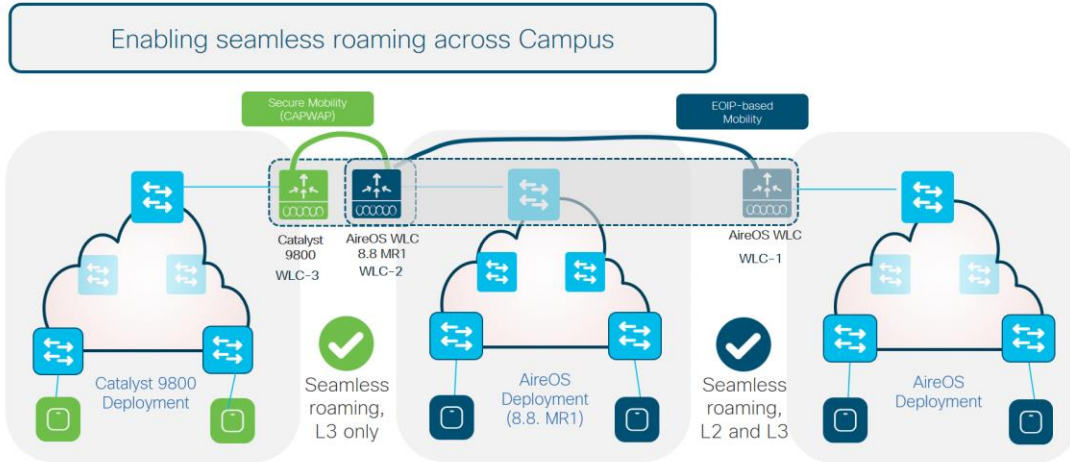 Enabling seamless roaming across Campus
Secure Mobility
(CAPWAP)
EOIP-based
Mobility
Catalyst
9800
WLC-3
AireOS WLC
8.8 MR1
WLC-2
AireOS WLC
WLC-1
Catalyst 9800
Deployment
Seamless
roaming,
L3 only
AireOS
Deployment
(8.8. MR1)
Seamless
roaming,
L2 and L3
AireOS
Deployment